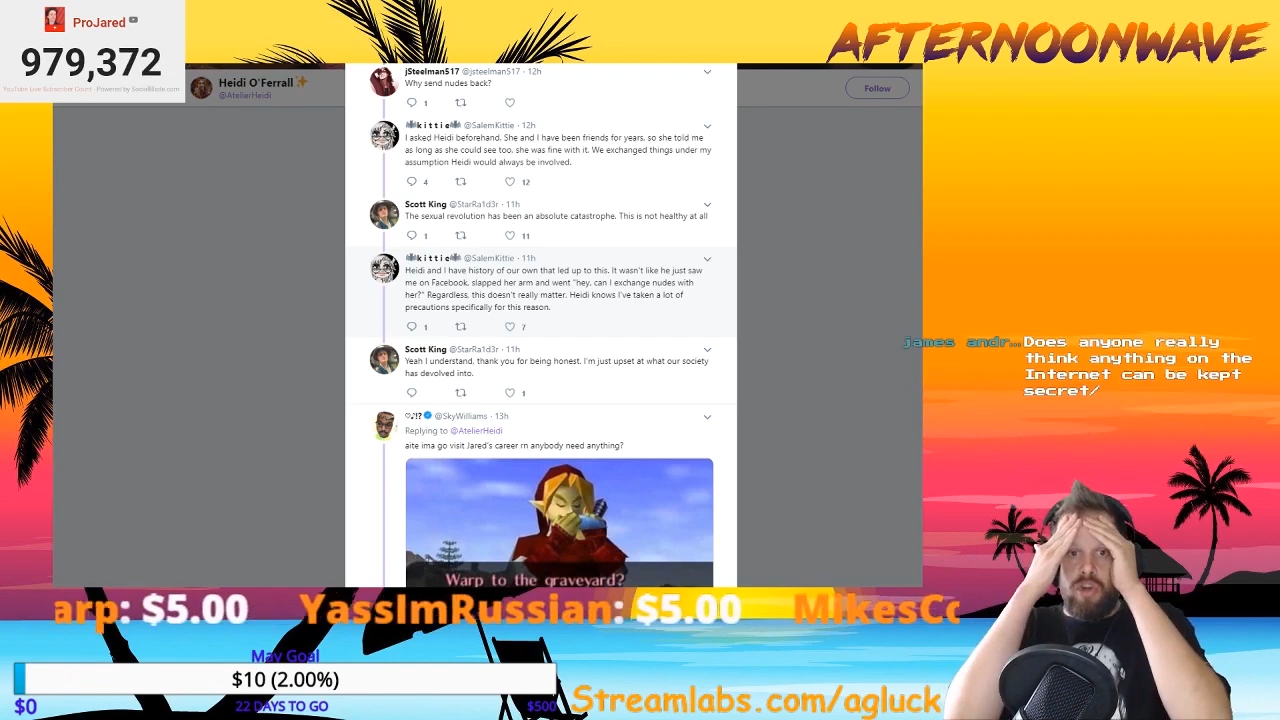 ProJared
979,372
YouTube Live Subscriber Count - Powered by SocialBlade.com
AFTERNOONWAVE
Heidi O'Ferrall✨
@AtelierHeidi
Follow
jSteelman517 @jsteelman517 · 12h
Why send nudes back?
1
k i t t i e @SalemKittie · 12h
I asked Heidi beforehand. She and I have been friends for years, so she told me
as long as she could see too, she was fine with it. We exchanged things under my
assumption Heidi would always be involved.
4 12
Scott King @StarRa1d3r · 11h
The sexual revolution has been an absolute catastrophe. This is not healthy at all
1 11
k i t t i e @SalemKittie · 11h
Heidi and I have history of our own that led up to this. It wasn't like he just saw
me on Facebook, slapped her arm and went "hey, can I exchange nudes with
her?" Regardless, this doesn't really matter. Heidi knows I've taken a lot of
precautions specifically for this reason.
1 7
Scott King @StarRa1d3r · 11h
Yeah I understand, thank you for being honest. I'm just upset at what our society
has devolved into.
1
♡♪!? @SkyWilliams · 13h
Replying to @AtelierHeidi
aite ima go visit Jared's career rn anybody need anything?
Warp to the graveyard?
james andr… Does anyone really
think anything on the
Internet can be kept
secret/
arp: $5.00 YassImRussian: $5.00 MikesCo
May Goal
$10 (2.00%)
$0 22 DAYS TO GO $500
Streamlabs.com/agluck